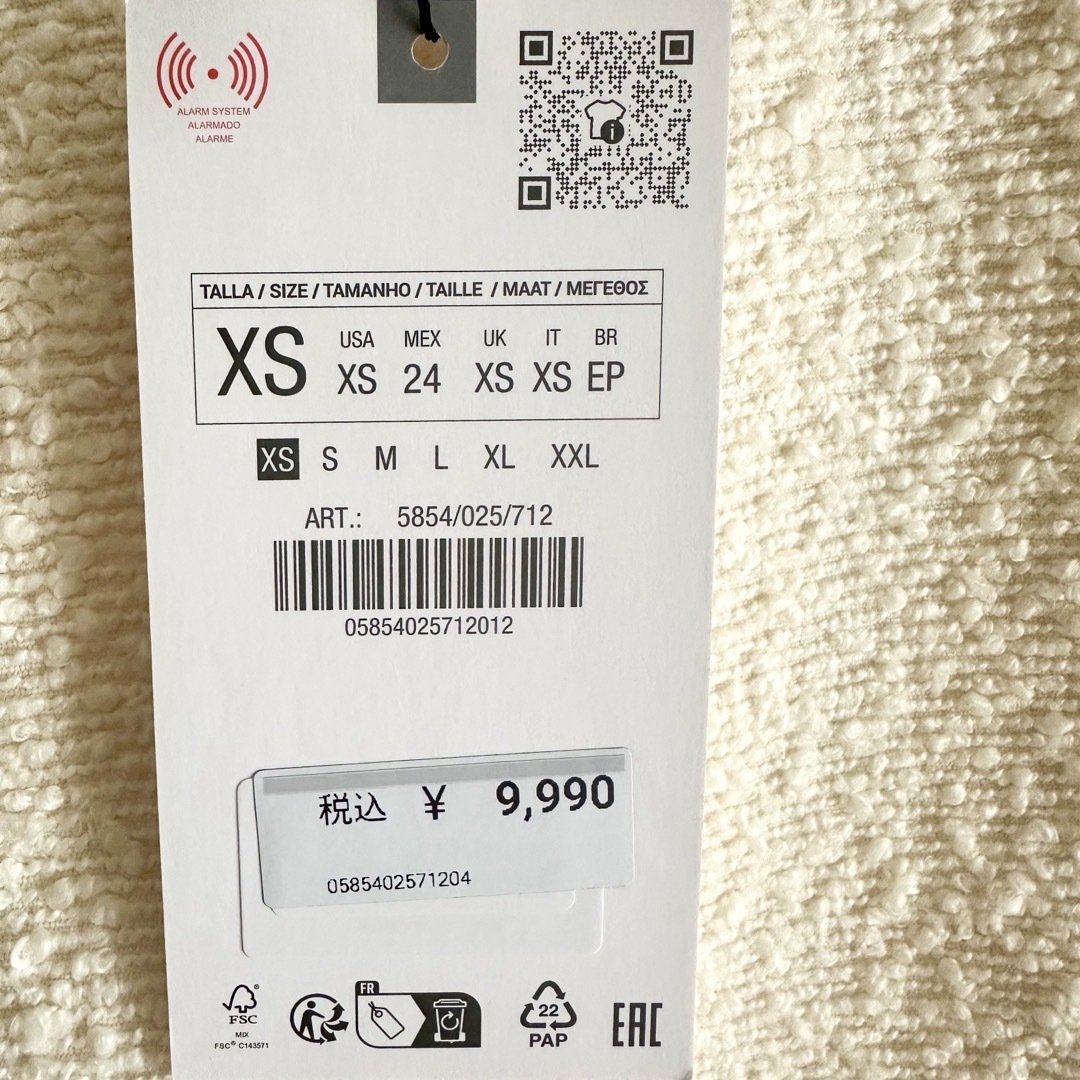 ALARM SYSTEM
ALARMADO
ALARME
TALLA / SIZE / TAMANHO / TAILLE / MAAT / ΜΕΓΕΘΟΣ
XS
USA MEX UK IT BR
XS 24 XS XS EP
XS S M L XL XXL
ART.: 5854/025/712
05854025712012
税込 ¥ 9,990
0585402571204
FR
FSC
MIX
FSC® C143571
22
PAP
EAC